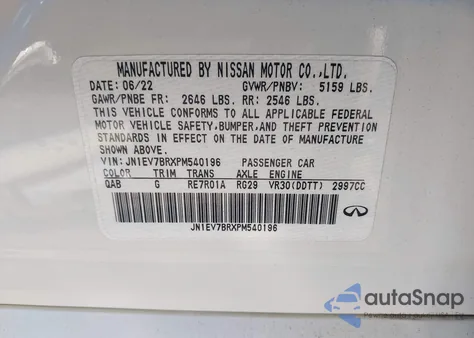 MANUFACTURED BY NISSAN MOTOR CO.,LTD.
DATE: 06/22 GVWR/PNBV: 5159 LBS.
GAWR/PNBE FR: 2646 LBS. RR: 2546 LBS.
THIS VEHICLE CONFORMS TO ALL APPLICABLE FEDERAL
MOTOR VEHICLE SAFETY, BUMPER, AND THEFT PREVENTION
STANDARDS IN EFFECT ON THE DATE OF MANUFACTURE
SHOWN ABOVE.
VIN: JN1EV7BRXPM540196 PASSENGER CAR
COLOR TRIM TRANS AXLE ENGINE
QAB G RE7R01A RG29 VR30(DDTT) 2997CC
JN1EV7BRXPM540196
autoSnap